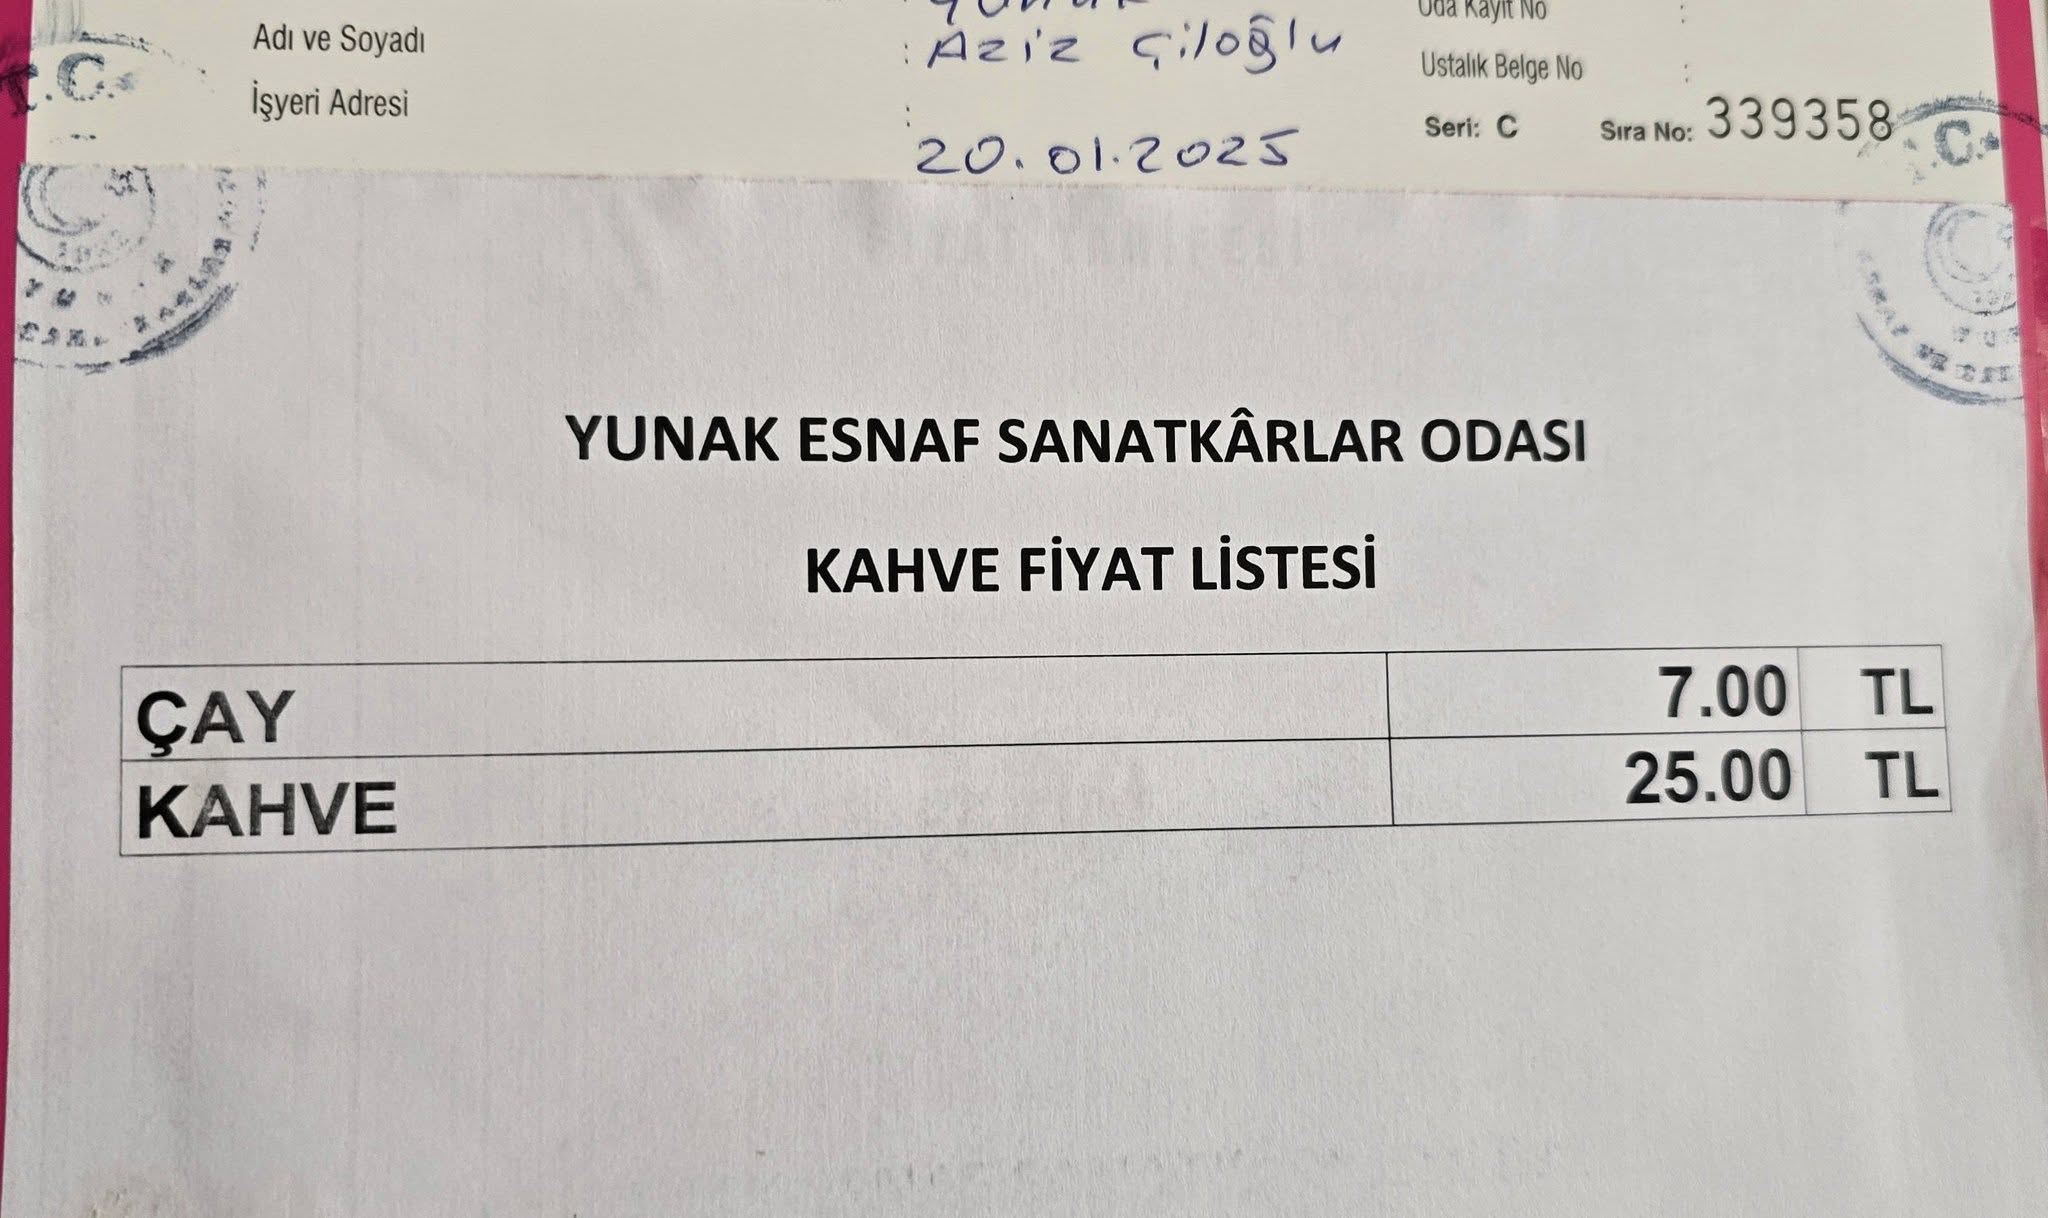 Adı ve Soyadı : Aziz Çiloğlu
İşyeri Adresi :
20.01.2025
Oda Kayıt No :
Ustalık Belge No :
Seri: C Sıra No: 339358
T.C.
C.
YUNAK ESNAF SANATKÂRLAR ODASI
KAHVE FİYAT LİSTESİ
ÇAY 7.00 TL
KAHVE 25.00 TL